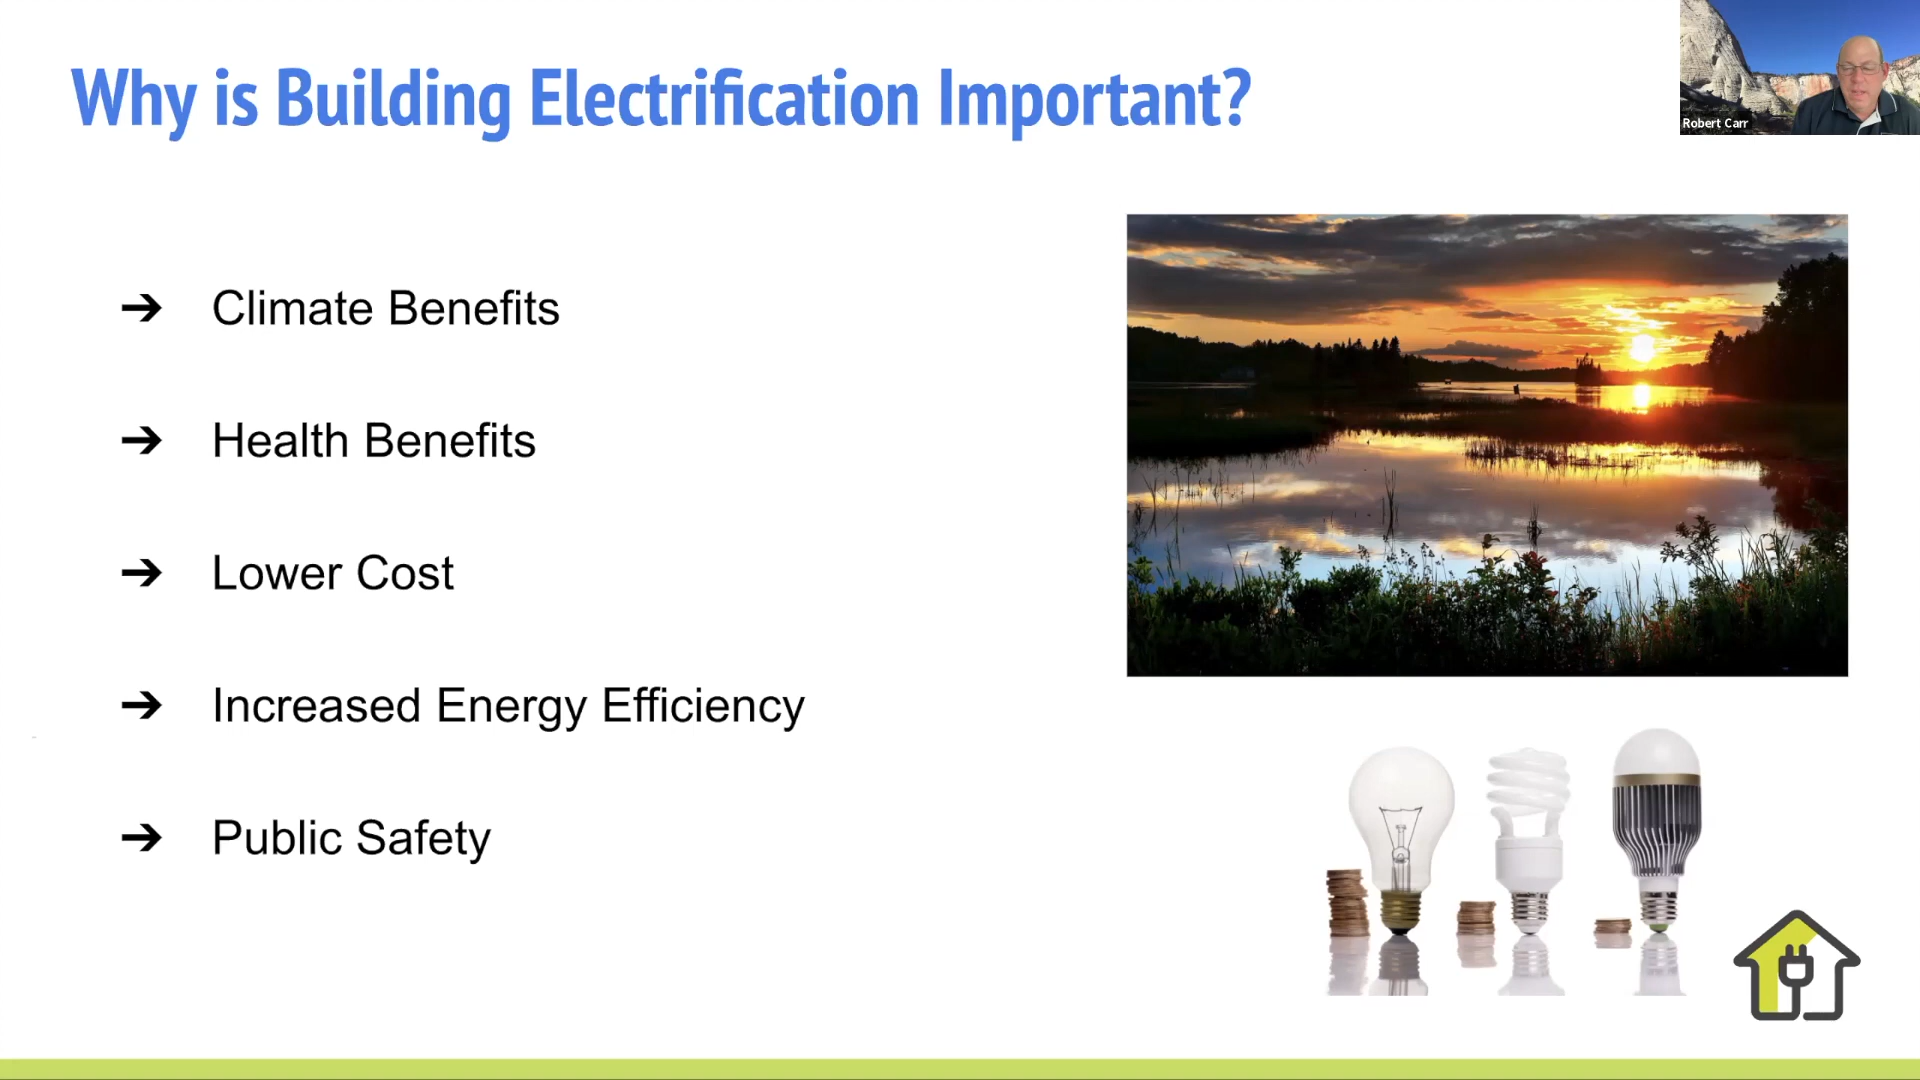 Why is Building Electrification Important?
Robert Carr
➔ Climate Benefits
➔ Health Benefits
➔ Lower Cost
➔ Increased Energy Efficiency
➔ Public Safety